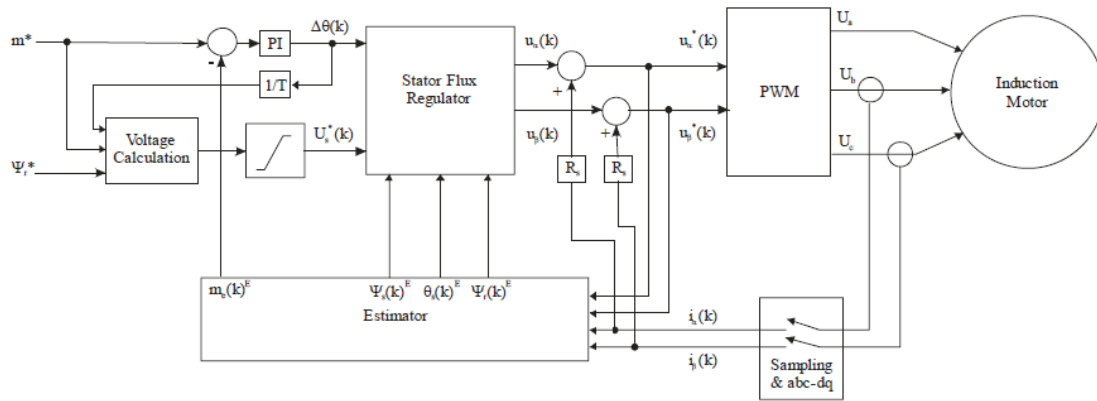 m*
PI
Δθ(k)
-
1/T
Voltage
Calculation
Ψr*
Us*(k)
Stator Flux
Regulator
uα(k)
+
uβ(k)
+
Rs
Rs
uα*(k)
uβ*(k)
PWM
Ua
Ub
Uc
Induction
Motor
me(k)E
Ψs(k)E
θs(k)E
Ψr(k)E
Estimator
iα(k)
iβ(k)
Sampling
& abc-dq